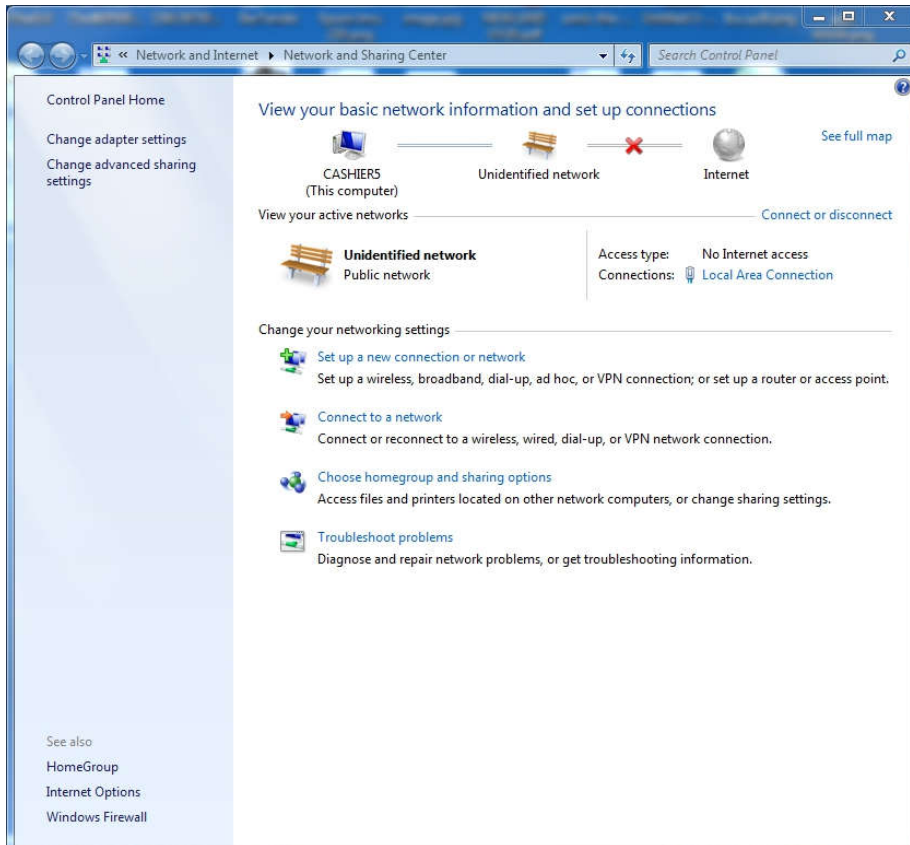 « Network and Internet ▸ Network and Sharing Center
Search Control Panel
Control Panel Home
Change adapter settings
Change advanced sharing
settings
View your basic network information and set up connections
See full map
CASHIER5
(This computer)
Unidentified network
Internet
View your active networks
Connect or disconnect
Unidentified network
Public network
Access type: No Internet access
Connections: Local Area Connection
Change your networking settings
Set up a new connection or network
Set up a wireless, broadband, dial-up, ad hoc, or VPN connection; or set up a router or access point.
Connect to a network
Connect or reconnect to a wireless, wired, dial-up, or VPN network connection.
Choose homegroup and sharing options
Access files and printers located on other network computers, or change sharing settings.
Troubleshoot problems
Diagnose and repair network problems, or get troubleshooting information.
See also
HomeGroup
Internet Options
Windows Firewall